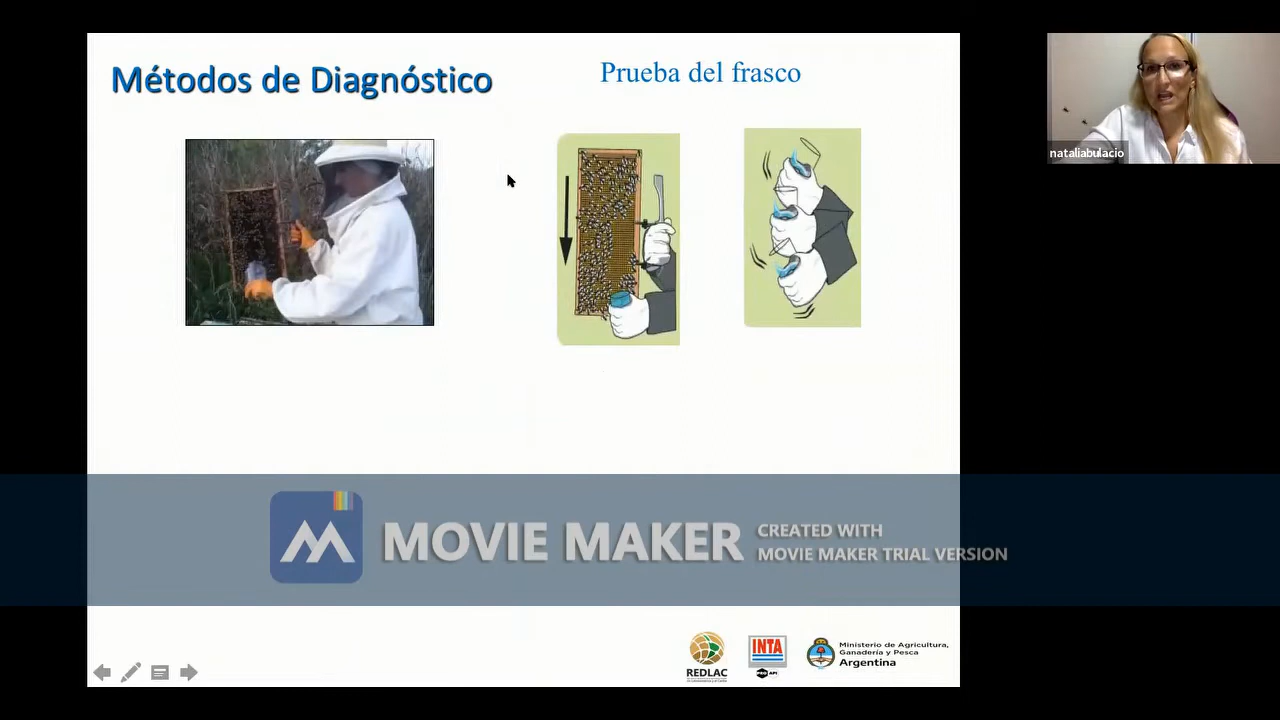 Métodos de Diagnóstico
Prueba del frasco
nataliabulacio
MOVIE MAKER
CREATED WITH
MOVIE MAKER TRIAL VERSION
REDLAC
INTA
Ministerio de Agricultura,
Ganadería y Pesca
Argentina